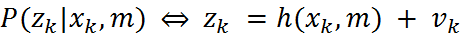 P(z_k|x_k, m) ⇔ z_k = h(x_k, m) + v_k